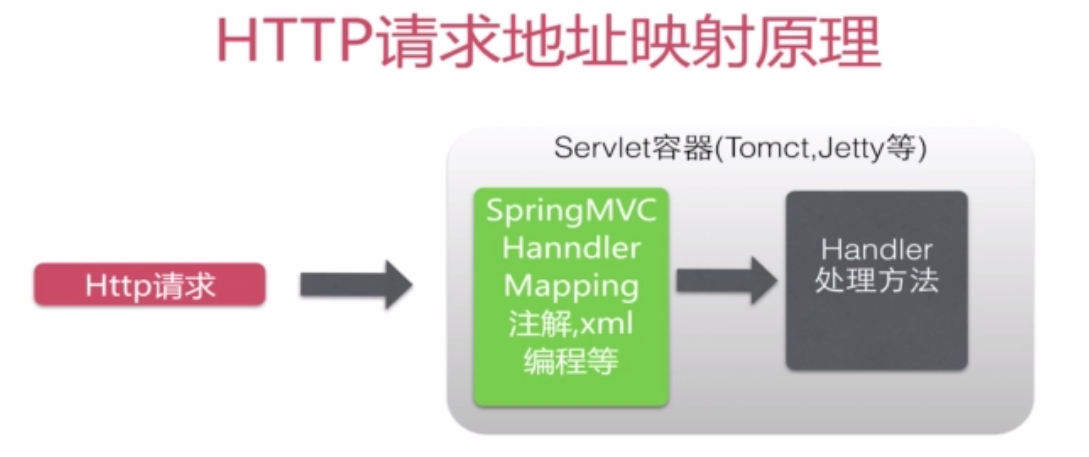 HTTP请求地址映射原理
Servlet容器(Tomct,Jetty等)
Http请求
SpringMVC
Hanndler
Mapping
注解,xml
编程等
Handler
处理方法